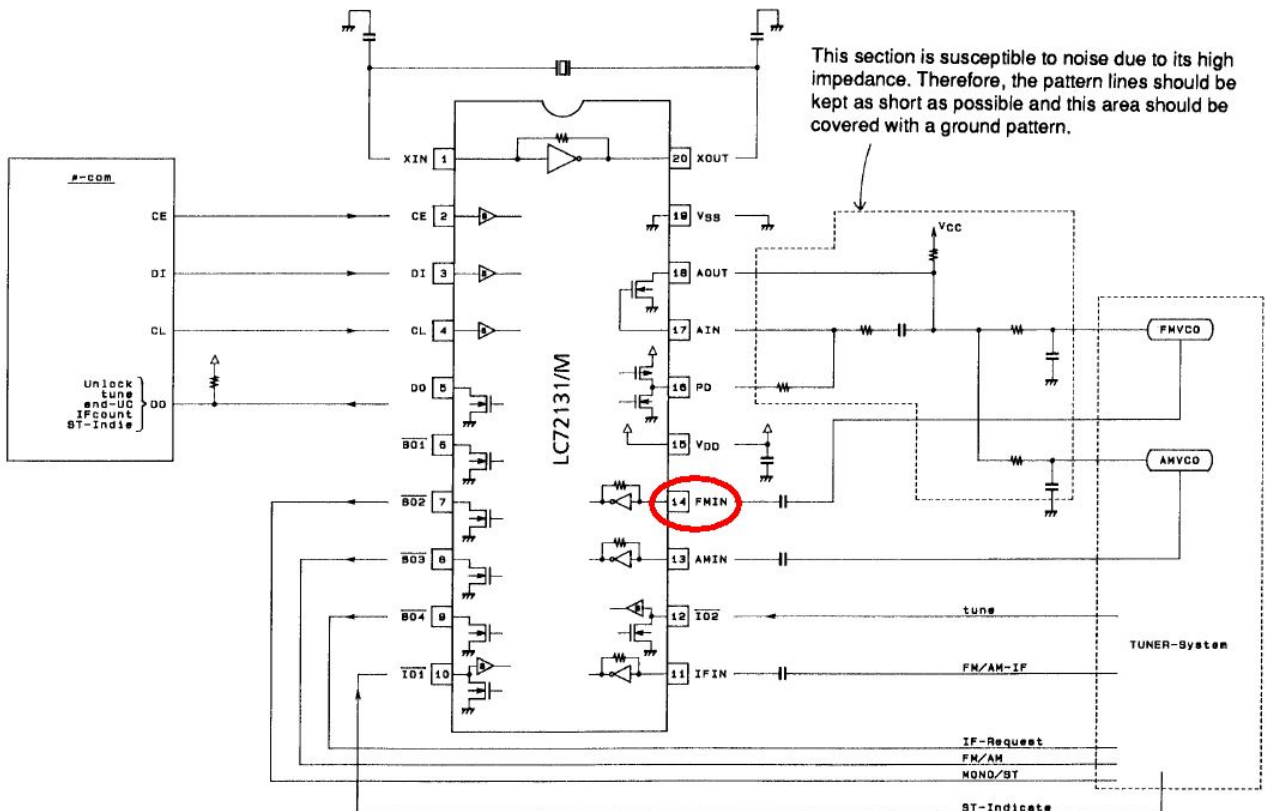 This section is susceptible to noise due to its high
impedance. Therefore, the pattern lines should be
kept as short as possible and this area should be
covered with a ground pattern.
μ-com
CE
DI
CL
Unlock
tune
end-UC
IFcount
ST-Indie
DO
XIN 1
CE 2
DI 3
CL 4
DO 5
BO1 6
BO2 7
BO3 8
BO4 9
IO1 10
LC72131/M
20 XOUT
19 VSS
18 AOUT
17 AIN
16 PD
15 VDD
14 FMIN
13 AMIN
12 IO2
11 IFIN
VCC
FMVCO
AMVCO
tune
TUNER-System
FM/AM-IF
IF-Request
FM/AM
MONO/ST
ST-Indicate